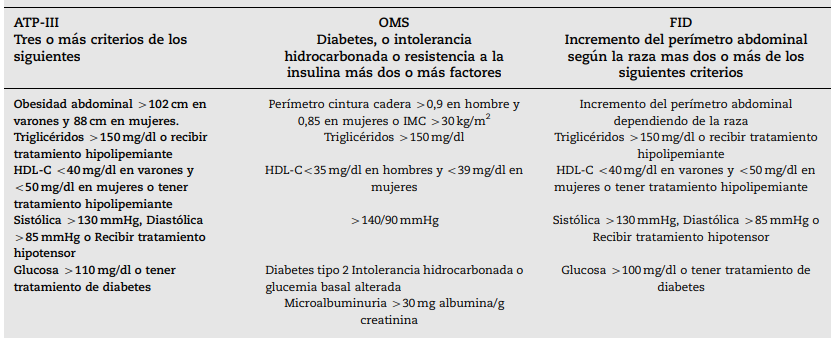 ATP-III
Tres o más criterios de los
siguientes
OMS
Diabetes, o intolerancia
hidrocarbonada o resistencia a la
insulina más dos o más factores
FID
Incremento del perímetro abdominal
según la raza mas dos o más de los
siguientes criterios
Obesidad abdominal >102 cm en
varones y 88 cm en mujeres.
Perímetro cintura cadera >0,9 en hombre y
0,85 en mujeres o IMC >30 kg/m²
Incremento del perímetro abdominal
dependiendo de la raza
Triglicéridos >150 mg/dl o recibir
tratamiento hipolipemiante
Triglicéridos >150 mg/dl
Triglicéridos >150 mg/dl o recibir tratamiento
hipolipemiante
HDL-C <40 mg/dl en varones y
<50 mg/dl en mujeres o tener
tratamiento hipolipemiante
HDL-C<35 mg/dl en hombres y <39 mg/dl en
mujeres
HDL-C <40 mg/dl en varones y <50 mg/dl en
mujeres o tener tratamiento hipolipemiante
Sistólica >130 mmHg, Diastólica
>85 mmHg o Recibir tratamiento
hipotensor
>140/90 mmHg
Sistólica >130 mmHg, Diastólica >85 mmHg o
Recibir tratamiento hipotensor
Glucosa >110 mg/dl o tener
tratamiento de diabetes
Diabetes tipo 2 Intolerancia hidrocarbonada o
glucemia basal alterada
Microalbuminuria >30 mg albumina/g
creatinina
Glucosa >100 mg/dl o tener tratamiento de
diabetes